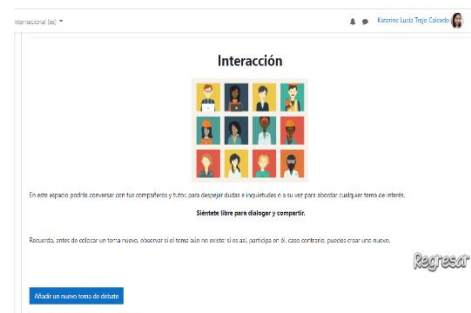 nternacional (es)
Katerine Lucia Trejo Caicedo
Interacción
En este espacio podrás conversar con tus compañeros y tutor, para despejar dudas e inquietudes o a su vez para abordar cualquier tema de interés.
Siéntete libre para dialogar y compartir.
Recuerda, antes de colocar un tema nuevo, observar si el tema aún no existe; si es así, participa en él, caso contrario, puedes crear uno nuevo.
Regresar
Añadir un nuevo tema de debate